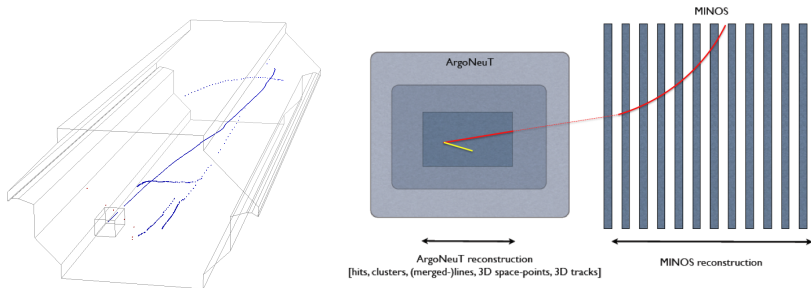 MINOS
ArgoNeuT
ArgoNeuT reconstruction
[hits, clusters, (merged-)lines, 3D space-points, 3D tracks]
MINOS reconstruction